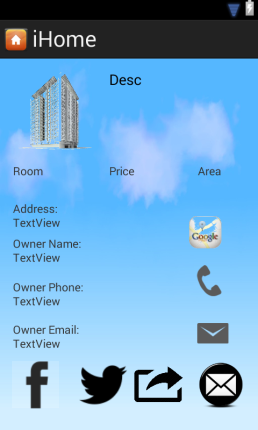 iHome
Desc
Room Price Area
Address:
TextView
Google
Owner Name:
TextView
Owner Phone:
TextView
Owner Email:
TextView